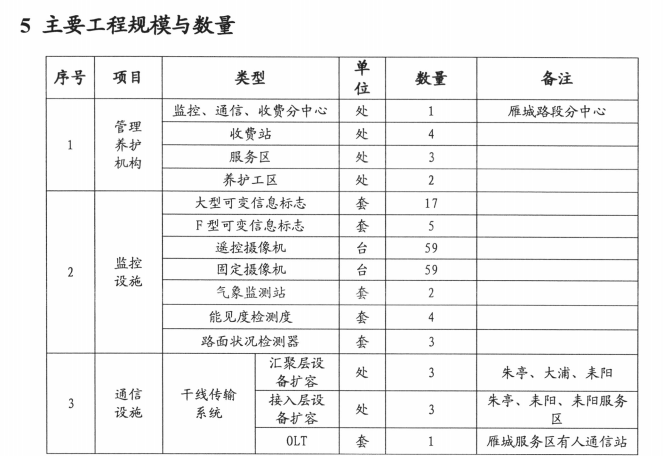 5 主要工程规模与数量
序号 项目 类型 单位 数量 备注
1 管理养护机构 监控、通信、收费分中心 处 1 雁城路段分中心
收费站 处 4
服务区 处 3
养护工区 处 2
2 监控设施 大型可变信息标志 套 17
F型可变信息标志 套 5
遥控摄像机 台 59
固定摄像机 台 59
气象监测站 套 2
能见度检测度 套 4
路面状况检测器 套 3
3 通信设施 干线传输系统 汇聚层设备扩容 处 3 朱亭、大浦、耒阳
接入层设备扩容 处 3 朱亭、耒阳、耒阳服务区
OLT 套 1 雁城服务区有人通信站